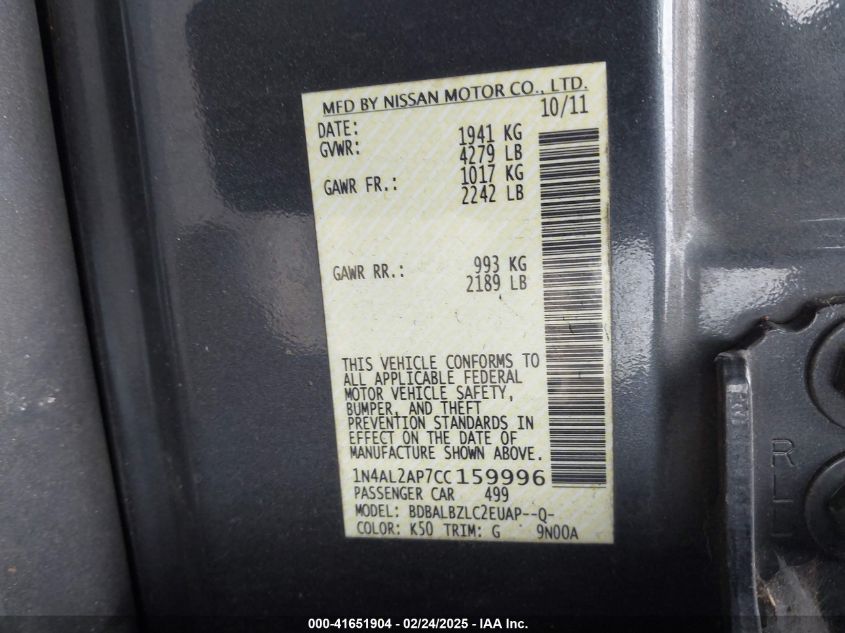 MFD BY NISSAN MOTOR CO., LTD.
DATE: 10/11
GVWR: 1941 KG
4279 LB
GAWR FR.: 1017 KG
2242 LB
GAWR RR.: 993 KG
2189 LB
THIS VEHICLE CONFORMS TO
ALL APPLICABLE FEDERAL
MOTOR VEHICLE SAFETY,
BUMPER, AND THEFT
PREVENTION STANDARDS IN
EFFECT ON THE DATE OF
MANUFACTURE SHOWN ABOVE.
1N4AL2AP7CC159996
PASSENGER CAR 499
MODEL: BDBALBZLC2EUAP--Q-
COLOR: K50 TRIM: G 9N00A
RLL
000-41651904 - 02/24/2025 - IAA Inc.